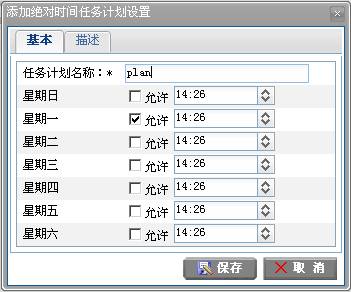 添加绝对时间任务计划设置
基本 描述
任务计划名称：* plan
星期日 允许 14:26
星期一 允许 14:26
星期二 允许 14:26
星期三 允许 14:26
星期四 允许 14:26
星期五 允许 14:26
星期六 允许 14:26
保存 取 消